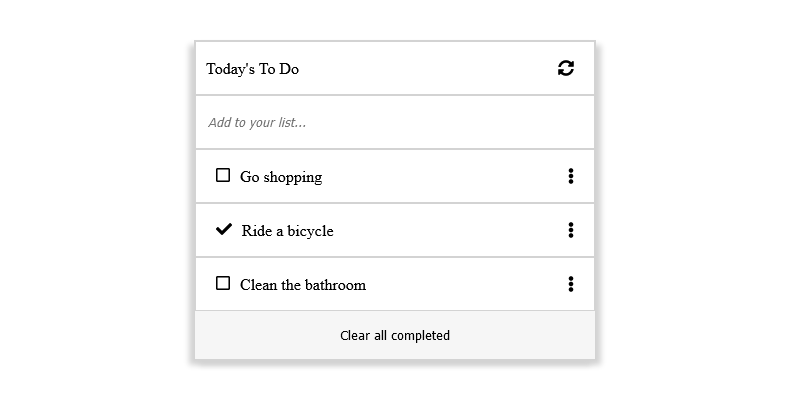 Today's To Do
Add to your list...
Go shopping
Ride a bicycle
Clean the bathroom
Clear all completed